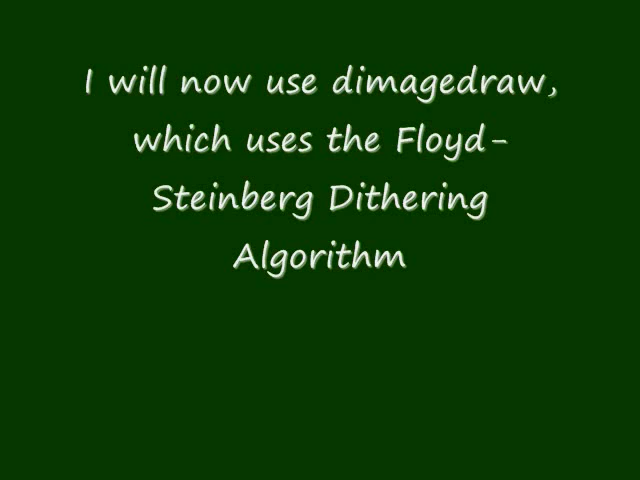 I will now use dimagedraw,
which uses the Floyd-
Steinberg Dithering
Algorithm